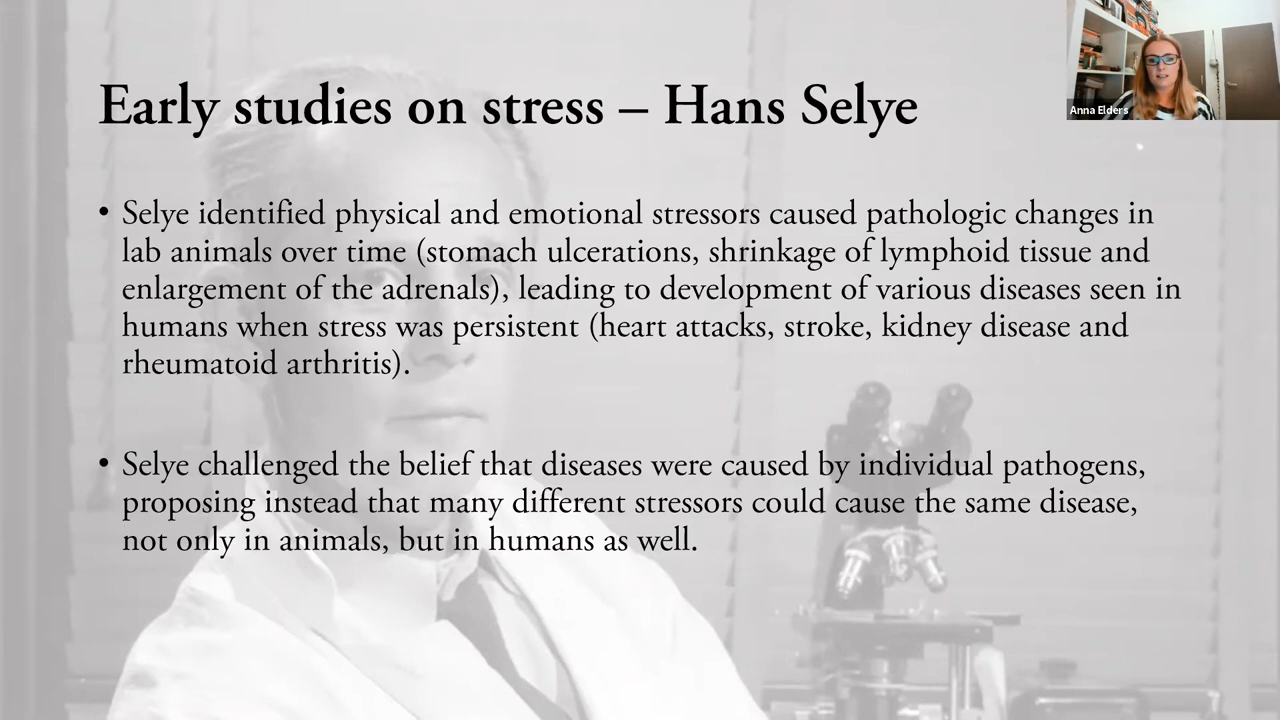 Early studies on stress – Hans Selye
Anna Elders
• Selye identified physical and emotional stressors caused pathologic changes in
lab animals over time (stomach ulcerations, shrinkage of lymphoid tissue and
enlargement of the adrenals), leading to development of various diseases seen in
humans when stress was persistent (heart attacks, stroke, kidney disease and
rheumatoid arthritis).
• Selye challenged the belief that diseases were caused by individual pathogens,
proposing instead that many different stressors could cause the same disease,
not only in animals, but in humans as well.